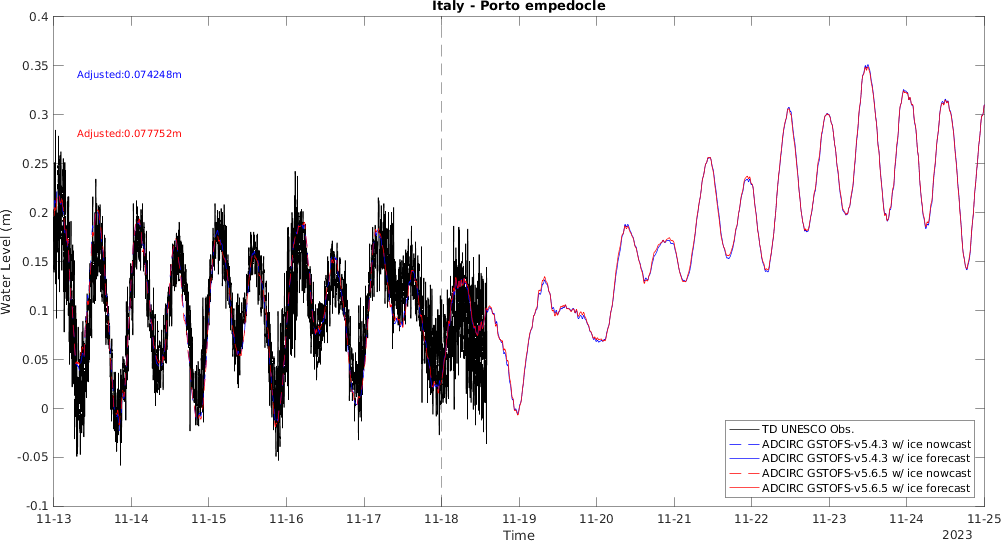 Italy - Porto empedocle
Water Level (m)
0.4
0.35
0.3
0.25
0.2
0.15
0.1
0.05
0
-0.05
-0.1
Adjusted:0.074248m
Adjusted:0.077752m
TD UNESCO Obs.
ADCIRC GSTOFS-v5.4.3 w/ ice nowcast
ADCIRC GSTOFS-v5.4.3 w/ ice forecast
ADCIRC GSTOFS-v5.6.5 w/ ice nowcast
ADCIRC GSTOFS-v5.6.5 w/ ice forecast
11-13 11-14 11-15 11-16 11-17 11-18 11-19 11-20 11-21 11-22 11-23 11-24 11-25
Time
2023